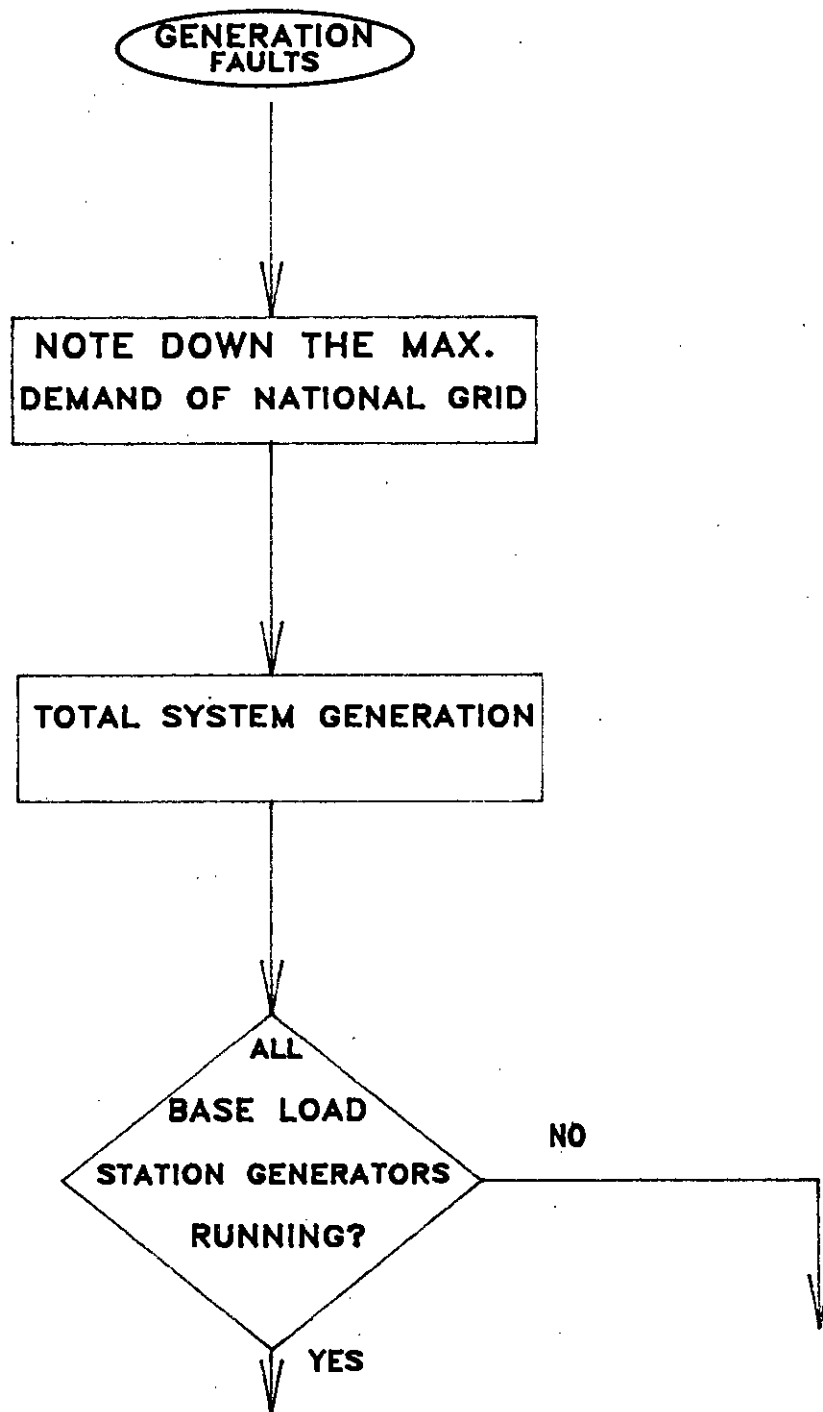 GENERATION
FAULTS
NOTE DOWN THE MAX.
DEMAND OF NATIONAL GRID
TOTAL SYSTEM GENERATION
ALL
BASE LOAD
STATION GENERATORS
RUNNING?
NO
YES